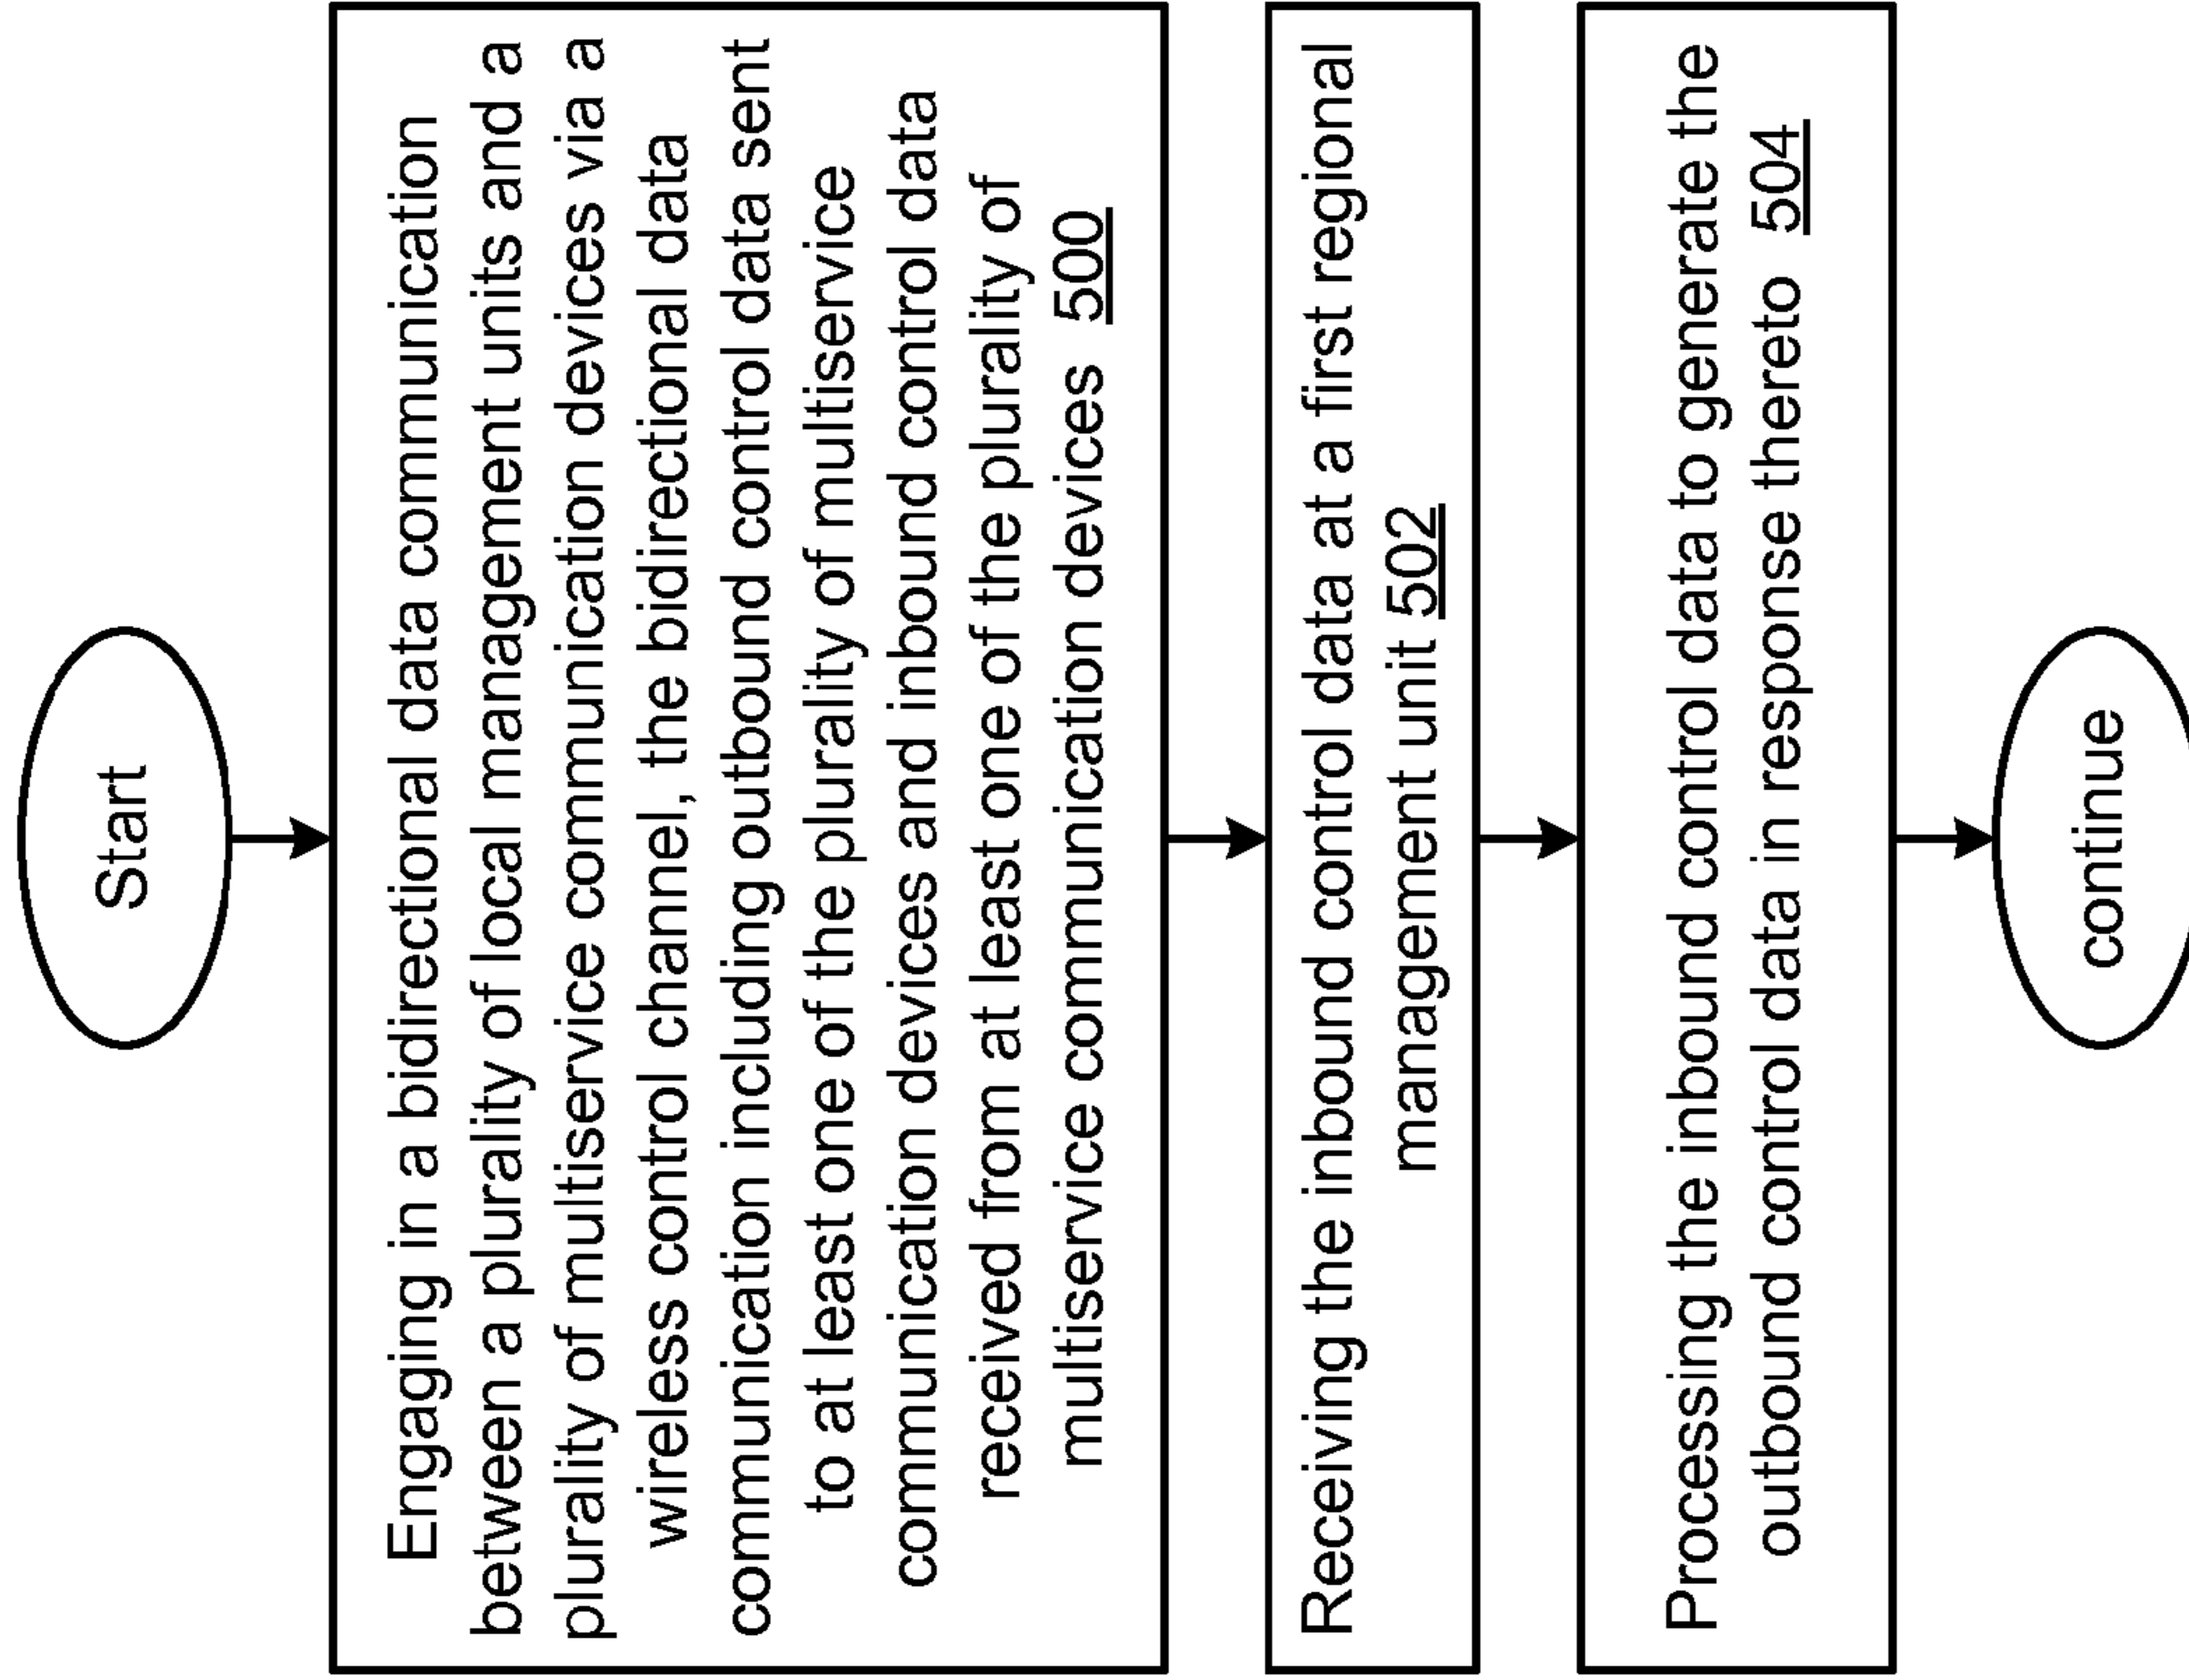 Start
Engaging in a bidirectional data communication
between a plurality of local management units and a
plurality of multiservice communication devices via a
wireless control channel, the bidirectional data
communication including outbound control data sent
to at least one of the plurality of multiservice
communication devices and inbound control data
received from at least one of the plurality of
multiservice communication devices 500
Receiving the inbound control data at a first regional
management unit 502
Processing the inbound control data to generate the
outbound control data in response thereto 504
continue